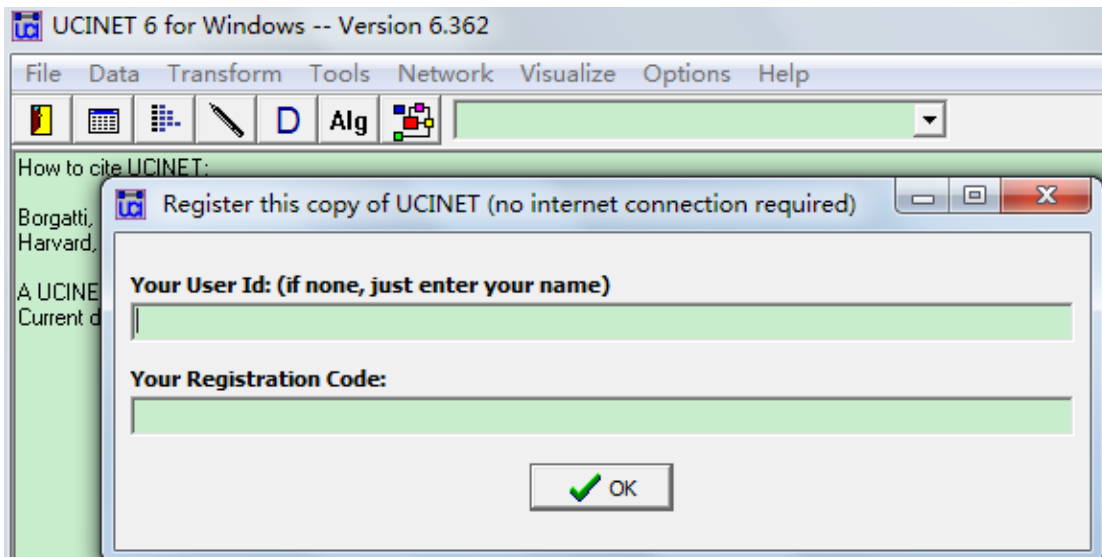 UCINET 6 for Windows -- Version 6.362
File Data Transform Tools Network Visualize Options Help
D Alg
How to cite UCINET:
Register this copy of UCINET (no internet connection required)
Borgatti,
Harvard,
Your User Id: (if none, just enter your name)
A UCINE
Current d
Your Registration Code:
OK